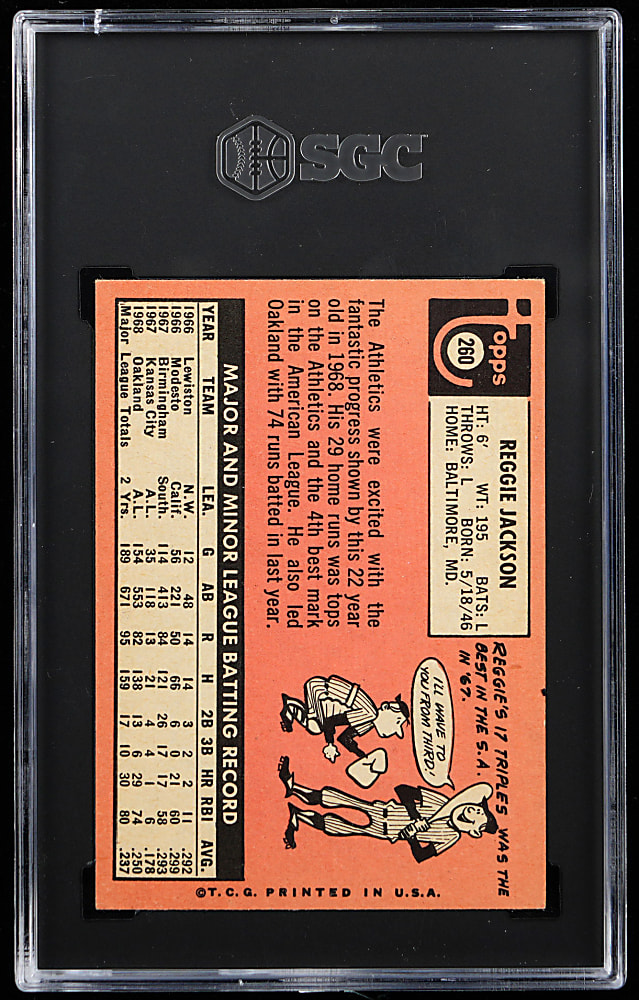 SGC
Topps
260
REGGIE JACKSON
HT: 6' WT: 195 BATS: L
THROWS: L BORN: 5/18/46
HOME: BALTIMORE, MD.
REGGIE'S 17 TRIPLES WAS THE
BEST IN THE S.A.
IN '67.
I'LL WAVE TO
YOU FROM THIRD!
The Athletics were excited with the
fantastic progress shown by this 22 year
old in 1968. His 29 home runs was tops
on the Athletics and the 4th best mark
in the American League. He also led
Oakland with 74 runs batted in last year.
MAJOR AND MINOR LEAGUE BATTING RECORD
YEAR TEAM LEA. G AB R H 2B 3B HR RBI AVG.
1966 Lewiston N.W. 12 48 14 14 3 2 2 11 .292
1966 Modesto Calif. 56 221 50 66 6 0 21 60 .299
1967 Birmingham South. 114 413 84 121 26 17 17 58 .293
1967 Kansas City A.L. 35 118 13 21 4 4 1 6 .178
1968 Oakland A.L. 154 553 82 138 13 6 29 74 .250
Major League Totals 2 Yrs. 189 671 95 159 17 10 30 80 .237
©T.C.G. PRINTED IN U.S.A.